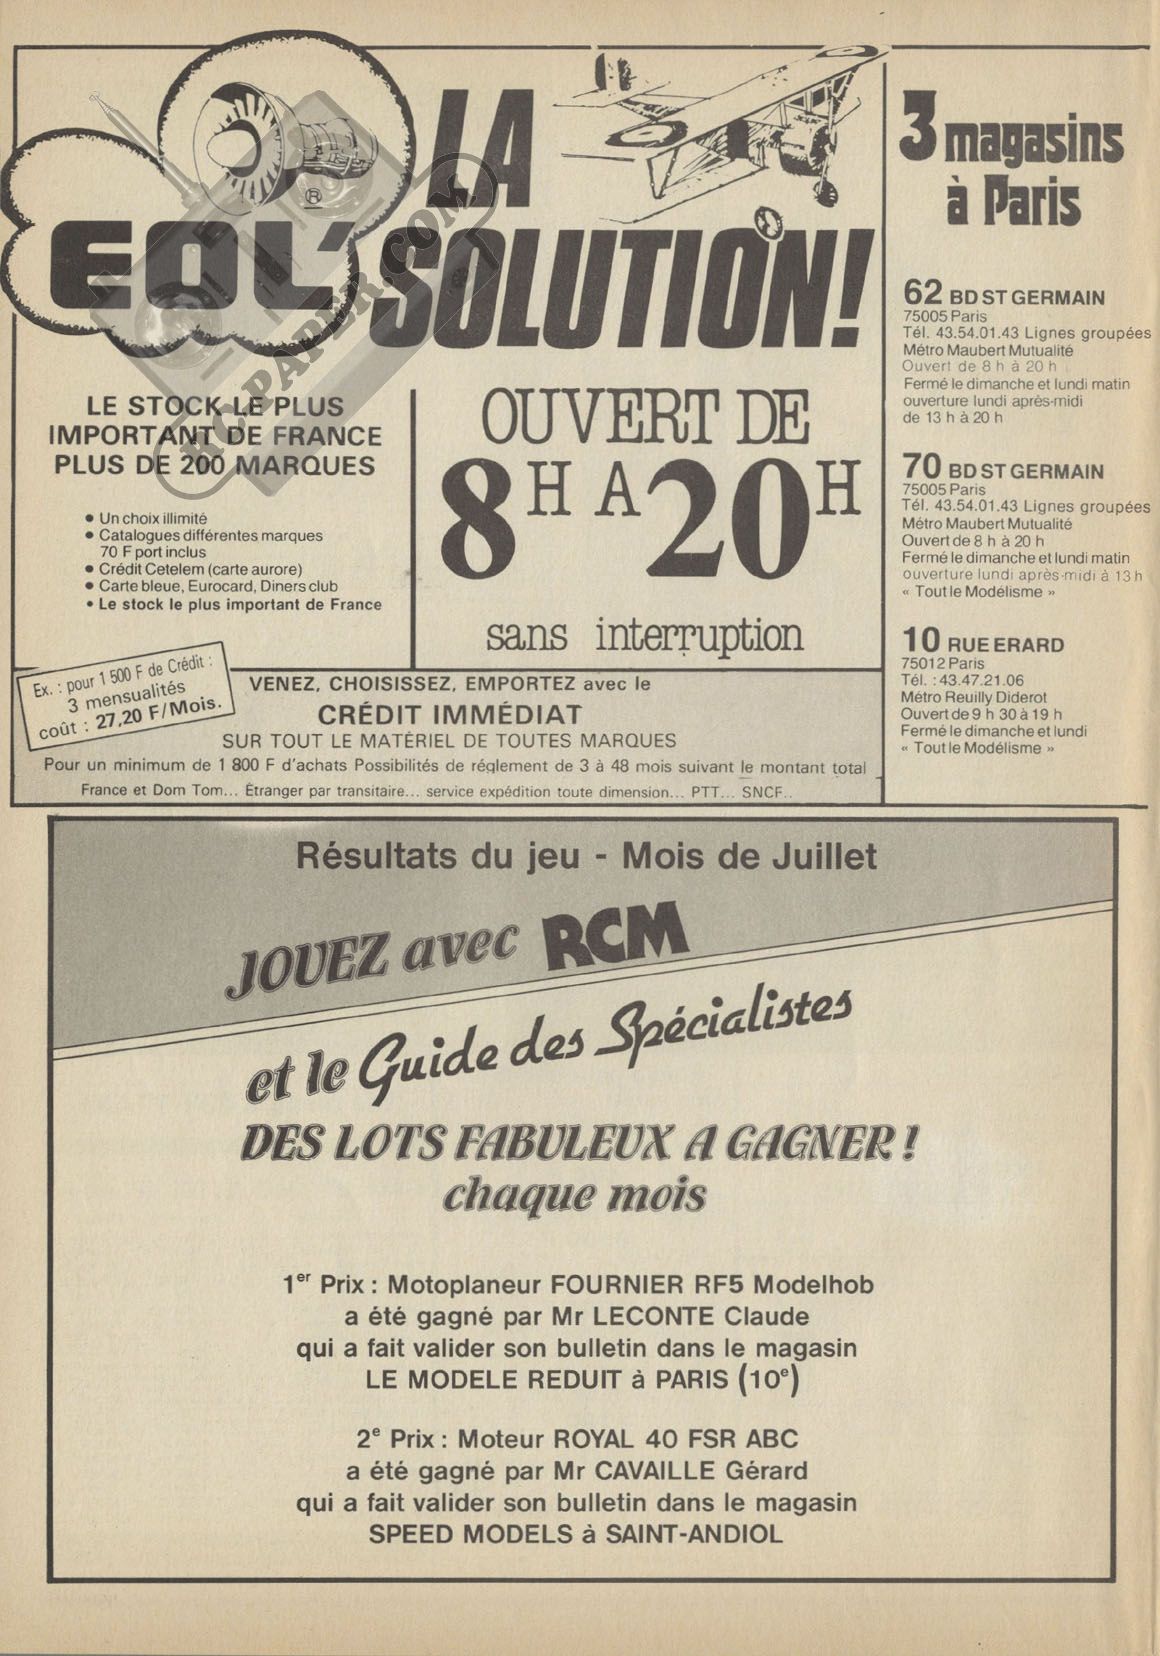 EOL'
®
LA
SOLUTION!
RC-PAPER.COM
LE STOCK LE PLUS
IMPORTANT DE FRANCE
PLUS DE 200 MARQUES
• Un choix illimité
• Catalogues différentes marques
70 F port inclus
• Crédit Cetelem (carte aurore)
• Carte bleue, Eurocard, Diners club
• Le stock le plus important de France
OUVERT DE
8H A 20H
sans interruption
Ex. : pour 1 500 F de Crédit :
3 mensualités
coût : 27,20 F/Mois.
VENEZ, CHOISISSEZ, EMPORTEZ avec le
CRÉDIT IMMÉDIAT
SUR TOUT LE MATÉRIEL DE TOUTES MARQUES
Pour un minimum de 1 800 F d'achats Possibilités de réglement de 3 à 48 mois suivant le montant total
France et Dom Tom... Étranger par transitaire... service expédition toute dimension... PTT... SNCF..
3 magasins
à Paris
62 BD ST GERMAIN
75005 Paris
Tél. 43.54.01.43 Lignes groupées
Métro Maubert Mutualité
Ouvert de 8 h à 20 h
Fermé le dimanche et lundi matin
ouverture lundi après-midi
de 13 h à 20 h
70 BD ST GERMAIN
75005 Paris
Tél. 43.54.01.43 Lignes groupées
Métro Maubert Mutualité
Ouvert de 8 h à 20 h
Fermé le dimanche et lundi matin
ouverture lundi après-midi à 13 h
« Tout le Modélisme »
10 RUE ERARD
75012 Paris
Tél. : 43.47.21.06
Métro Reuilly Diderot
Ouvert de 9 h 30 à 19 h
Fermé le dimanche et lundi
« Tout le Modélisme »
Résultats du jeu - Mois de Juillet
JOUEZ avec RCM
et le Guide des Spécialistes
DES LOTS FABULEUX A GAGNER !
chaque mois
1er Prix : Motoplaneur FOURNIER RF5 Modelhob
a été gagné par Mr LECONTE Claude
qui a fait valider son bulletin dans le magasin
LE MODELE REDUIT à PARIS (10e)
2e Prix : Moteur ROYAL 40 FSR ABC
a été gagné par Mr CAVAILLE Gérard
qui a fait valider son bulletin dans le magasin
SPEED MODELS à SAINT-ANDIOL